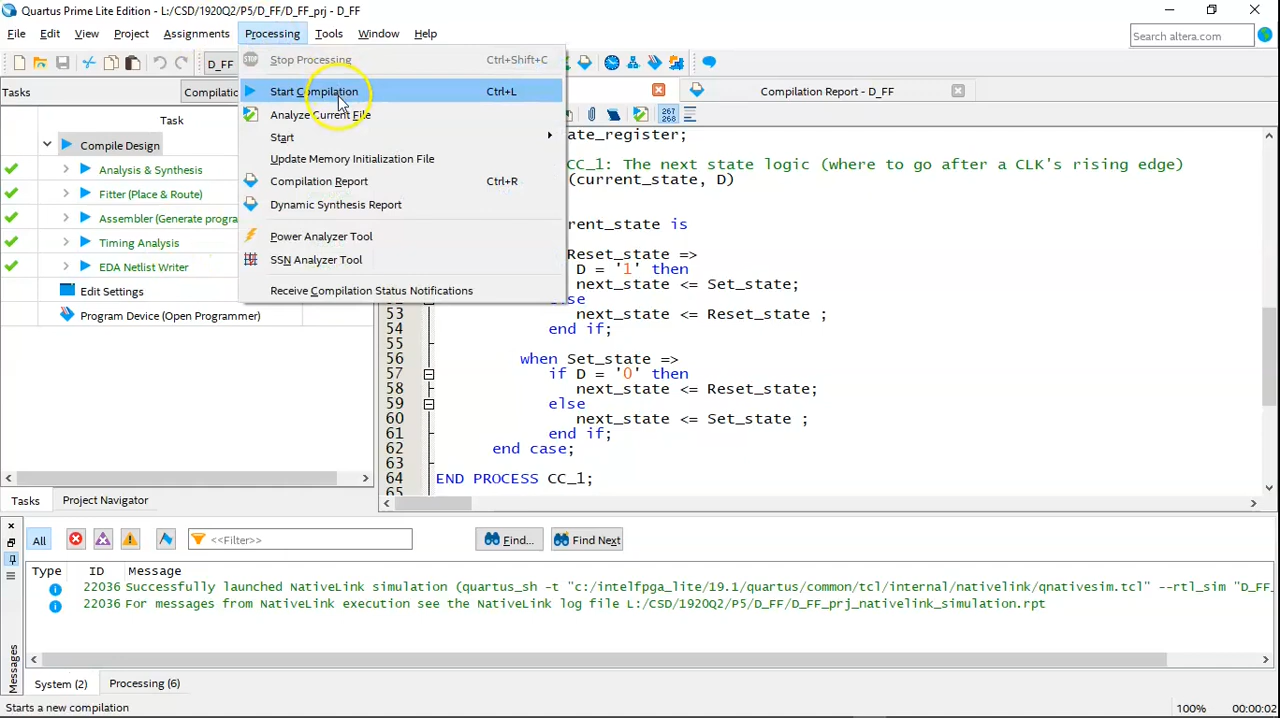 Quartus Prime Lite Edition - L:/CSD/1920Q2/P5/D_FF/D_FF_prj - D_FF
File Edit View Project Assignments Processing Tools Window Help
Search altera.com
D_FF
Tasks
Compilatic
Task
Compile Design
Analysis & Synthesis
Fitter (Place & Route)
Assembler (Generate progra
Timing Analysis
EDA Netlist Writer
Edit Settings
Program Device (Open Programmer)
Stop Processing Ctrl+Shift+C
Start Compilation Ctrl+L
Analyze Current File
Start
Update Memory Initialization File
Compilation Report Ctrl+R
Dynamic Synthesis Report
Power Analyzer Tool
SSN Analyzer Tool
Receive Compilation Status Notifications
Compilation Report - D_FF
267
268
ate_register;
CC_1: The next state logic (where to go after a CLK's rising edge)
(current_state, D)
rent_state is
Reset_state =>
D = '1' then
next_state <= Set_state;
se
53 next_state <= Reset_state ;
54 end if;
55
56 when Set_state =>
57 if D = '0' then
58 next_state <= Reset_state;
59 else
60 next_state <= Set_state ;
61 end if;
62 end case;
63
64 END PROCESS CC_1;
65
Tasks Project Navigator
All <<Filter>> Find... Find Next
Type ID Message
22036 Successfully launched NativeLink simulation (quartus_sh -t "c:/intelfpga_lite/19.1/quartus/common/tcl/internal/nativelink/qnativesim.tcl" --rtl_sim "D_FF_
22036 For messages from NativeLink execution see the NativeLink log file L:/CSD/1920Q2/P5/D_FF/D_FF_prj_nativelink_simulation.rpt
Messages
System (2) Processing (6)
Starts a new compilation
100% 00:00:02